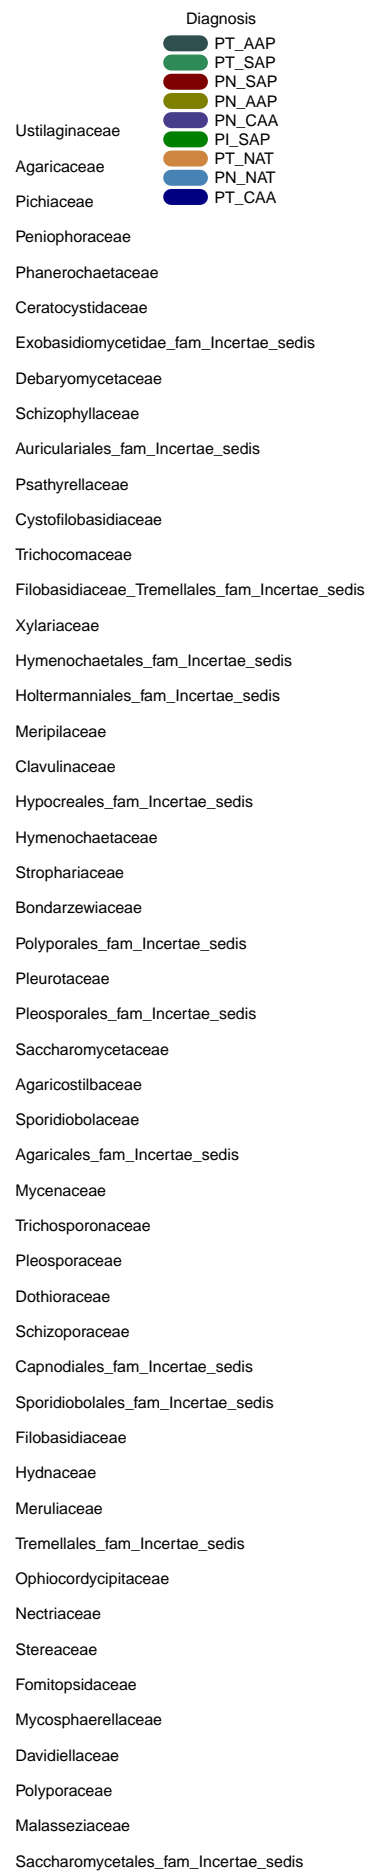 Diagnosis
PT_AAP
PT_SAP
PN_SAP
PN_AAP
PN_CAA
PI_SAP
PT_NAT
PN_NAT
PT_CAA
Ustilaginaceae
Agaricaceae
Pichiaceae
Peniophoraceae
Phanerochaetaceae
Ceratocystidaceae
Exobasidiomycetidae_fam_Incertae_sedis
Debaryomycetaceae
Schizophyllaceae
Auriculariales_fam_Incertae_sedis
Psathyrellaceae
Cystofilobasidiaceae
Trichocomaceae
Filobasidiaceae_Tremellales_fam_Incertae_sedis
Xylariaceae
Hymenochaetales_fam_Incertae_sedis
Holtermanniales_fam_Incertae_sedis
Meripilaceae
Clavulinaceae
Hypocreales_fam_Incertae_sedis
Hymenochaetaceae
Strophariaceae
Bondarzewiaceae
Polyporales_fam_Incertae_sedis
Pleurotaceae
Pleosporales_fam_Incertae_sedis
Saccharomycetaceae
Agaricostilbaceae
Sporidiobolaceae
Agaricales_fam_Incertae_sedis
Mycenaceae
Trichosporonaceae
Pleosporaceae
Dothioraceae
Schizoporaceae
Capnodiales_fam_Incertae_sedis
Sporidiobolales_fam_Incertae_sedis
Filobasidiaceae
Hydnaceae
Meruliaceae
Tremellales_fam_Incertae_sedis
Ophiocordycipitaceae
Nectriaceae
Stereaceae
Fomitopsidaceae
Mycosphaerellaceae
Davidiellaceae
Polyporaceae
Malasseziaceae
Saccharomycetales_fam_Incertae_sedis